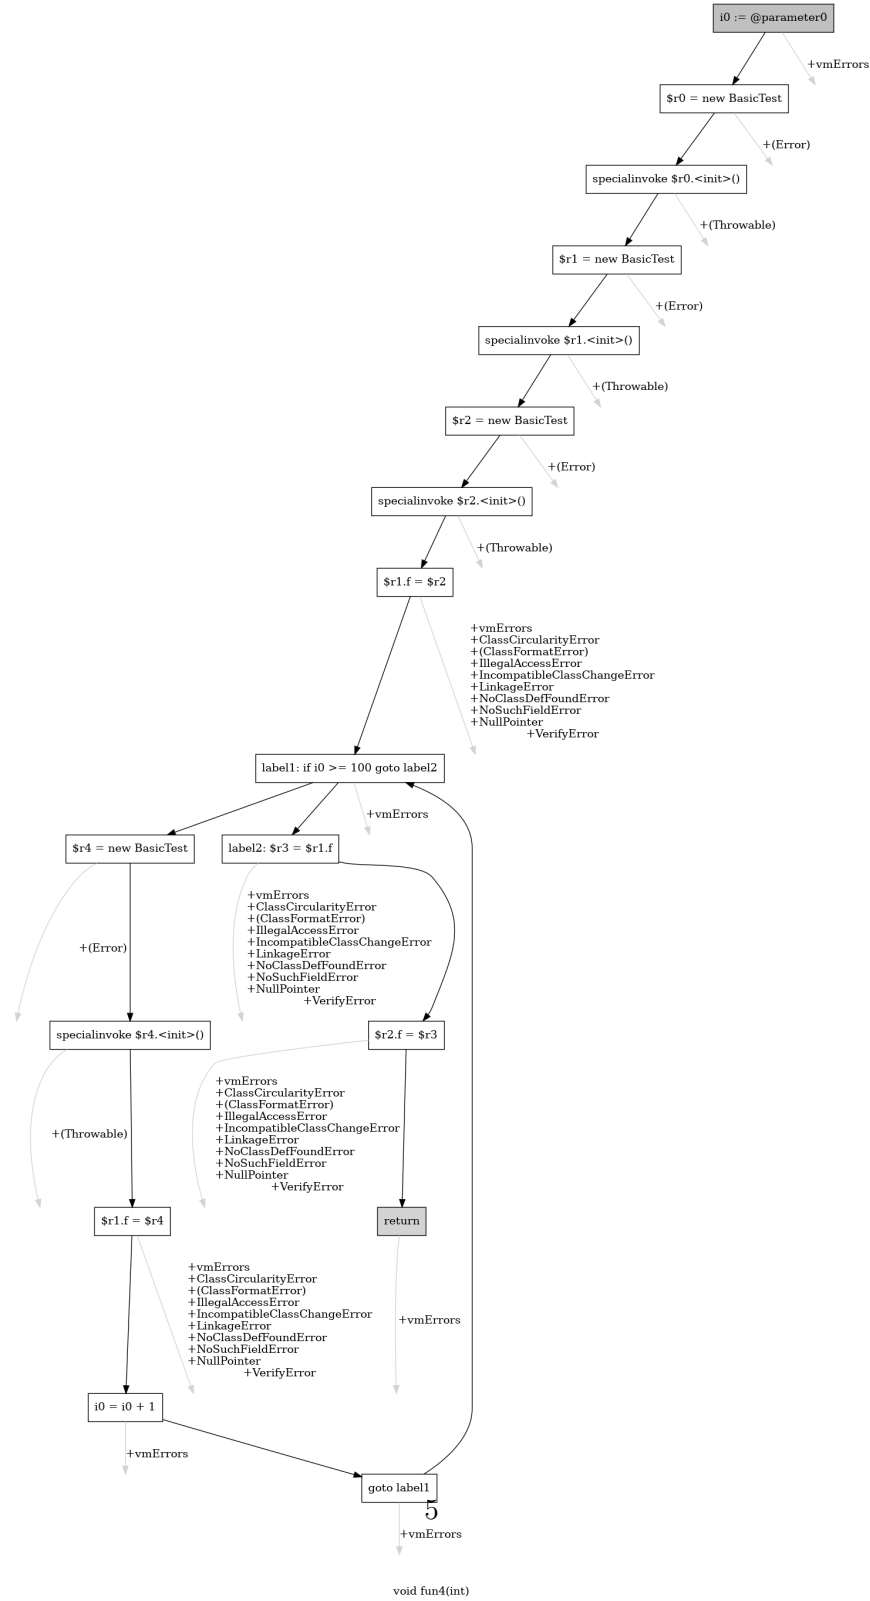 i0 := @parameter0
+vmErrors
$r0 = new BasicTest
+(Error)
specialinvoke $r0.<init>()
+(Throwable)
$r1 = new BasicTest
+(Error)
specialinvoke $r1.<init>()
+(Throwable)
$r2 = new BasicTest
+(Error)
specialinvoke $r2.<init>()
+(Throwable)
$r1.f = $r2
+vmErrors
+ClassCircularityError
+(ClassFormatError)
+IllegalAccessError
+IncompatibleClassChangeError
+LinkageError
+NoClassDefFoundError
+NoSuchFieldError
+NullPointer
+VerifyError
label1: if i0 >= 100 goto label2
+vmErrors
$r4 = new BasicTest
label2: $r3 = $r1.f
+(Error)
+vmErrors
+ClassCircularityError
+(ClassFormatError)
+IllegalAccessError
+IncompatibleClassChangeError
+LinkageError
+NoClassDefFoundError
+NoSuchFieldError
+NullPointer
+VerifyError
specialinvoke $r4.<init>()
$r2.f = $r3
+(Throwable)
+vmErrors
+ClassCircularityError
+(ClassFormatError)
+IllegalAccessError
+IncompatibleClassChangeError
+LinkageError
+NoClassDefFoundError
+NoSuchFieldError
+NullPointer
+VerifyError
$r1.f = $r4
return
+vmErrors
+ClassCircularityError
+(ClassFormatError)
+IllegalAccessError
+IncompatibleClassChangeError
+LinkageError
+NoClassDefFoundError
+NoSuchFieldError
+NullPointer
+VerifyError
+vmErrors
i0 = i0 + 1
+vmErrors
goto label1
5
+vmErrors
void fun4(int)